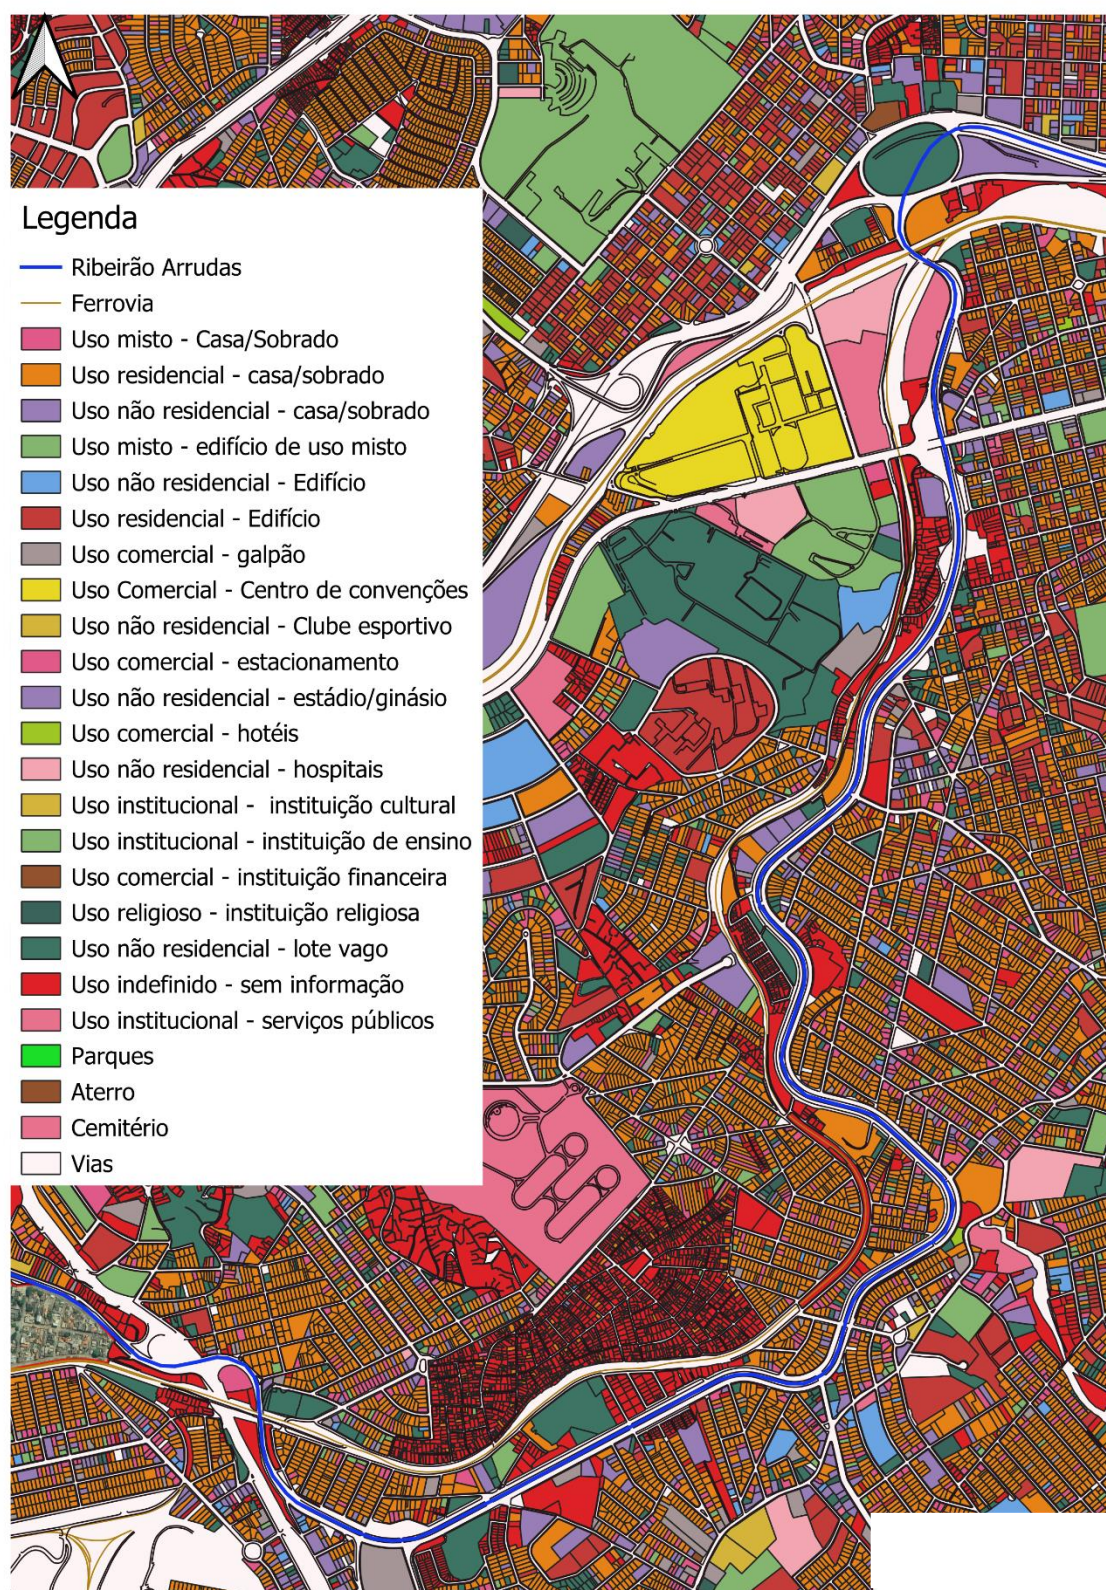 Legenda
Ribeirão Arrudas
Ferrovia
Uso misto - Casa/Sobrado
Uso residencial - casa/sobrado
Uso não residencial - casa/sobrado
Uso misto - edifício de uso misto
Uso não residencial - Edifício
Uso residencial - Edifício
Uso comercial - galpão
Uso Comercial - Centro de convenções
Uso não residencial - Clube esportivo
Uso comercial - estacionamento
Uso não residencial - estádio/ginásio
Uso comercial - hotéis
Uso não residencial - hospitais
Uso institucional - instituição cultural
Uso institucional - instituição de ensino
Uso comercial - instituição financeira
Uso religioso - instituição religiosa
Uso não residencial - lote vago
Uso indefinido - sem informação
Uso institucional - serviços públicos
Parques
Aterro
Cemitério
Vias